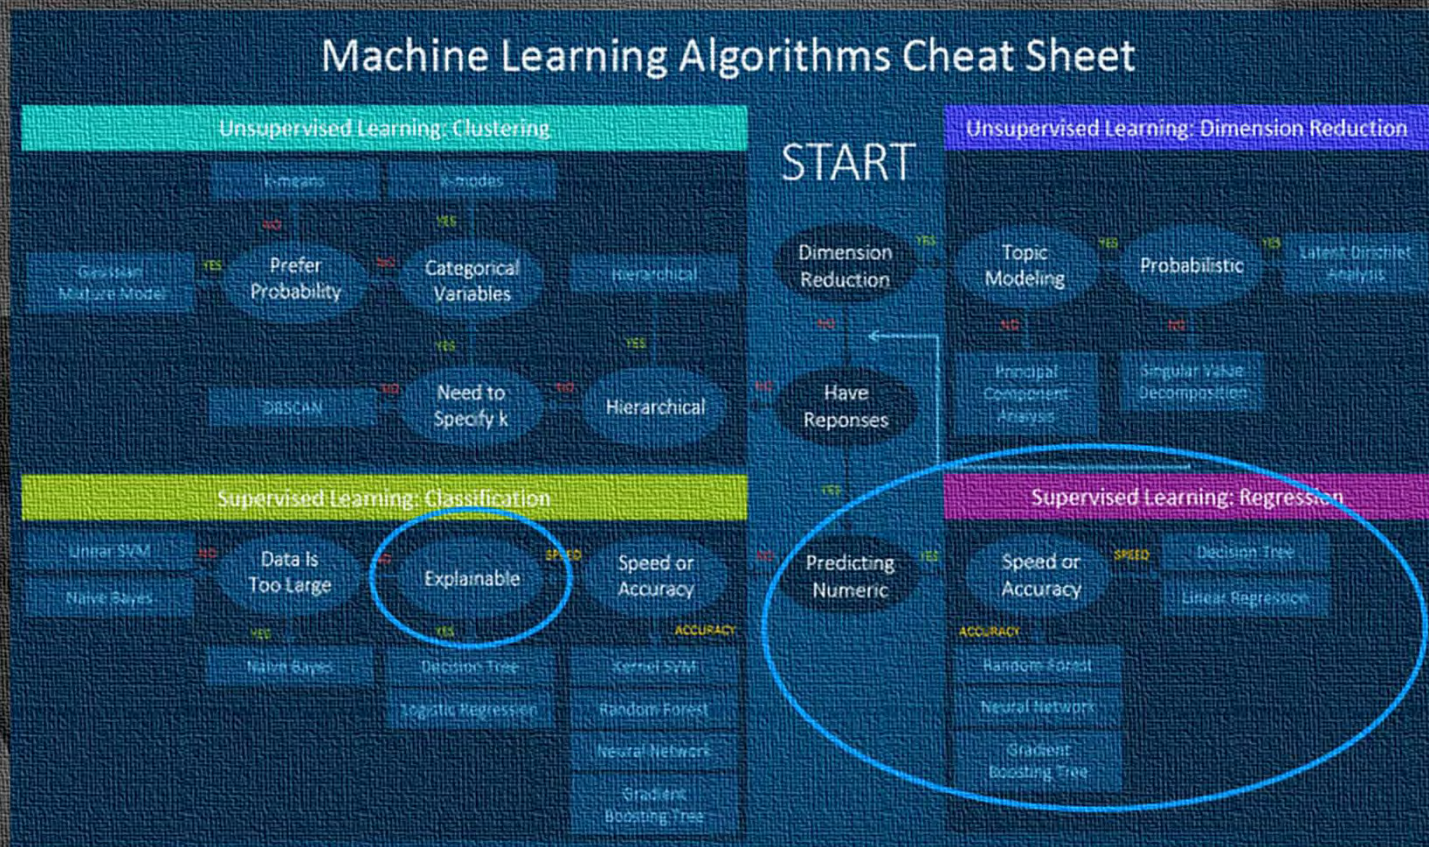 Machine Learning Algorithms Cheat Sheet
Unsupervised Learning: Clustering
k-means
k-modes
NO
YES
Gaussian
Mixture Model
YES
Prefer
Probability
NO
Categorical
Variables
Hierarchical
YES
YES
DBSCAN
NO
Need to
Specify k
NO
Hierarchical
START
Dimension
Reduction
YES
NO
NO
Have
Reponses
YES
Unsupervised Learning: Dimension Reduction
Topic
Modeling
YES
Probabilistic
YES
Latent Dirichlet
Analysis
NO
NO
Principal
Component
Analysis
Singular Value
Decomposition
Supervised Learning: Classification
Linear SVM
Naive Bayes
NO
Data Is
Too Large
NO
Explainable
SPEED
Speed or
Accuracy
NO
Predicting
Numeric
YES
YES
YES
ACCURACY
Naive Bayes
Decision Tree
Logistic Regression
Kernel SVM
Random Forest
Neural Network
Gradient
Boosting Tree
Supervised Learning: Regression
Speed or
Accuracy
SPEED
Decision Tree
Linear Regression
ACCURACY
Random Forest
Neural Network
Gradient
Boosting Tree